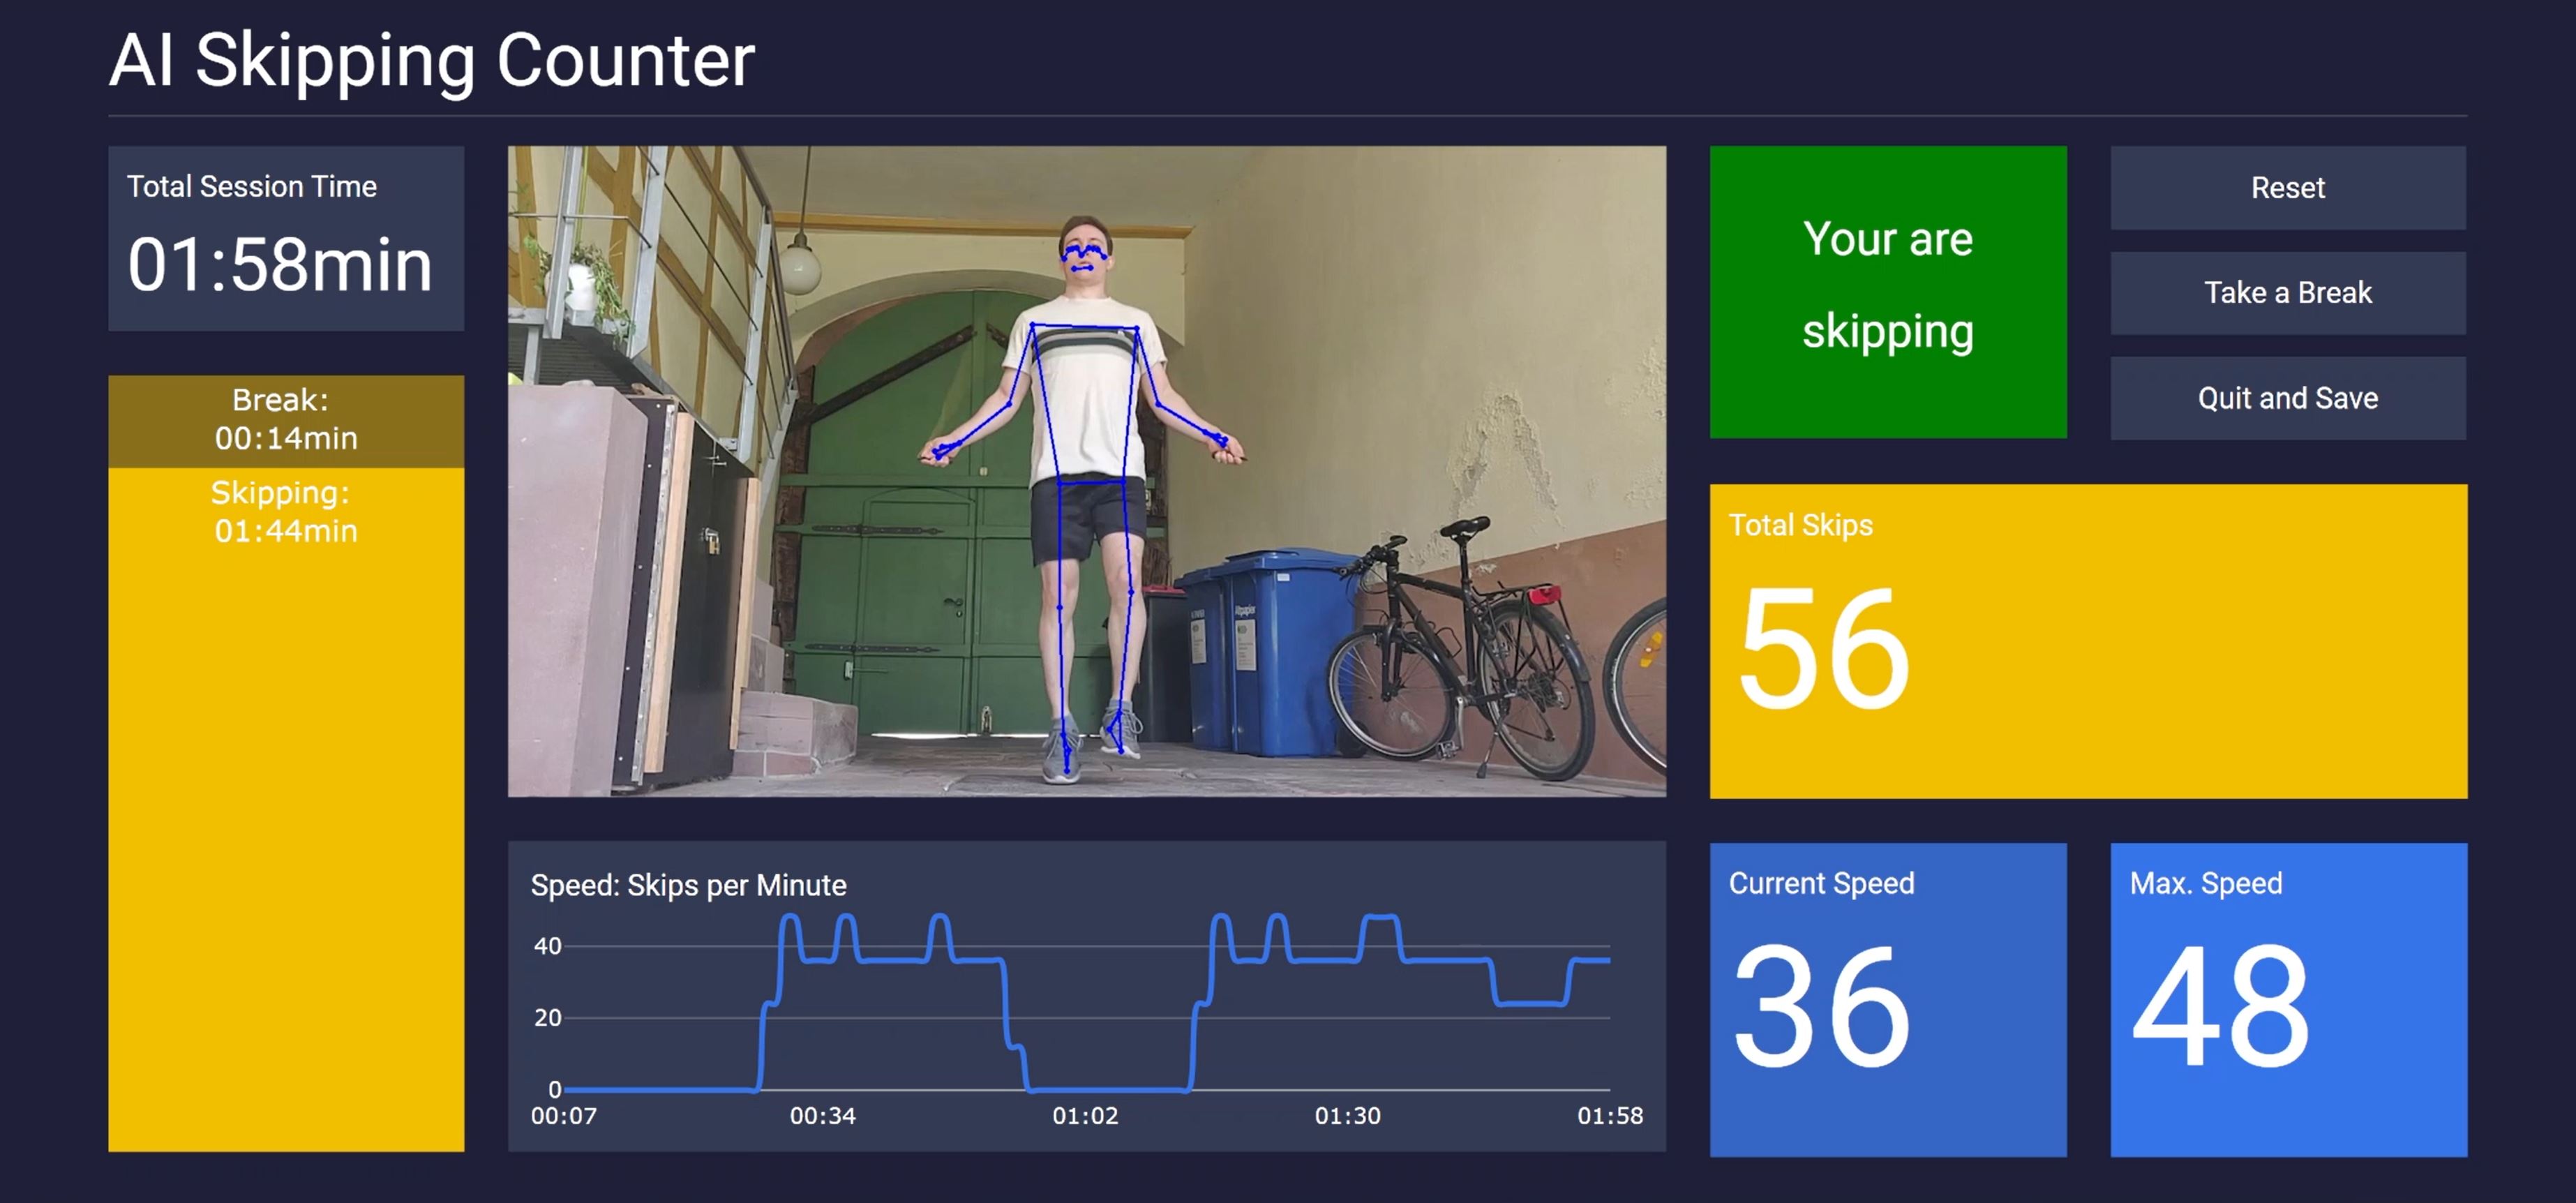 AI Skipping Counter
Total Session Time
01:58min
Break:
00:14min
Skipping:
01:44min
Your are
skipping
Reset
Take a Break
Quit and Save
Total Skips
56
Altpapier
Speed: Skips per Minute
40
20
0
00:07
00:34
01:02
01:30
01:58
Current Speed
36
Max. Speed
48